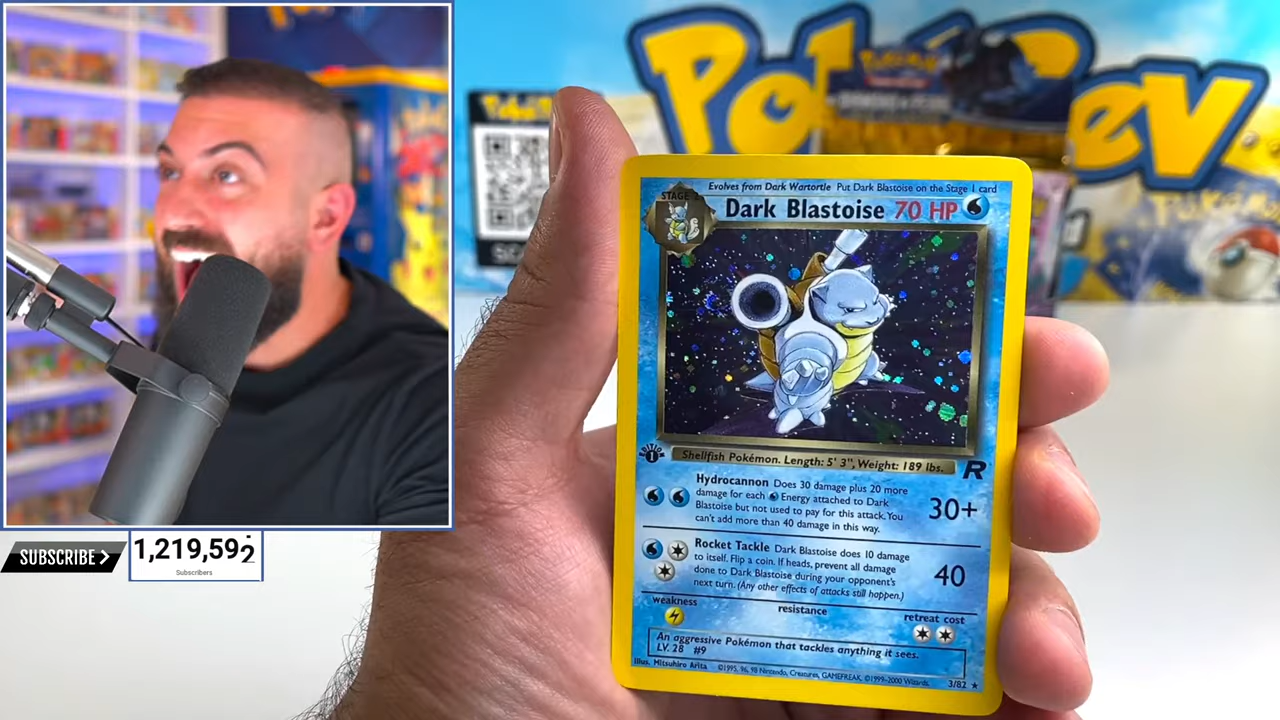 PokéRev
Pokémon
Pokémon
Evolves from Dark Wartortle Put Dark Blastoise on the Stage 1 card
STAGE 2
Dark Blastoise 70 HP
EDITION
1
Shellfish Pokémon. Length: 5' 3", Weight: 189 lbs.
R
Hydrocannon Does 30 damage plus 20 more
damage for each Energy attached to Dark
Blastoise but not used to pay for this attack. You
can't add more than 40 damage in this way.
30+
Rocket Tackle Dark Blastoise does 10 damage
to itself. Flip a coin. If heads, prevent all damage
done to Dark Blastoise during your opponent's
next turn. (Any other effects of attacks still happen.)
40
weakness
resistance
retreat cost
An aggressive Pokémon that tackles anything it sees.
LV. 28 #9
Illus. Mitsuhiro Arita ©1995, 96, 98 Nintendo, Creatures, GAMEFREAK. ©1999-2000 Wizards. 3/82 ★
SUBSCRIBE
1,219,592
Subscribers